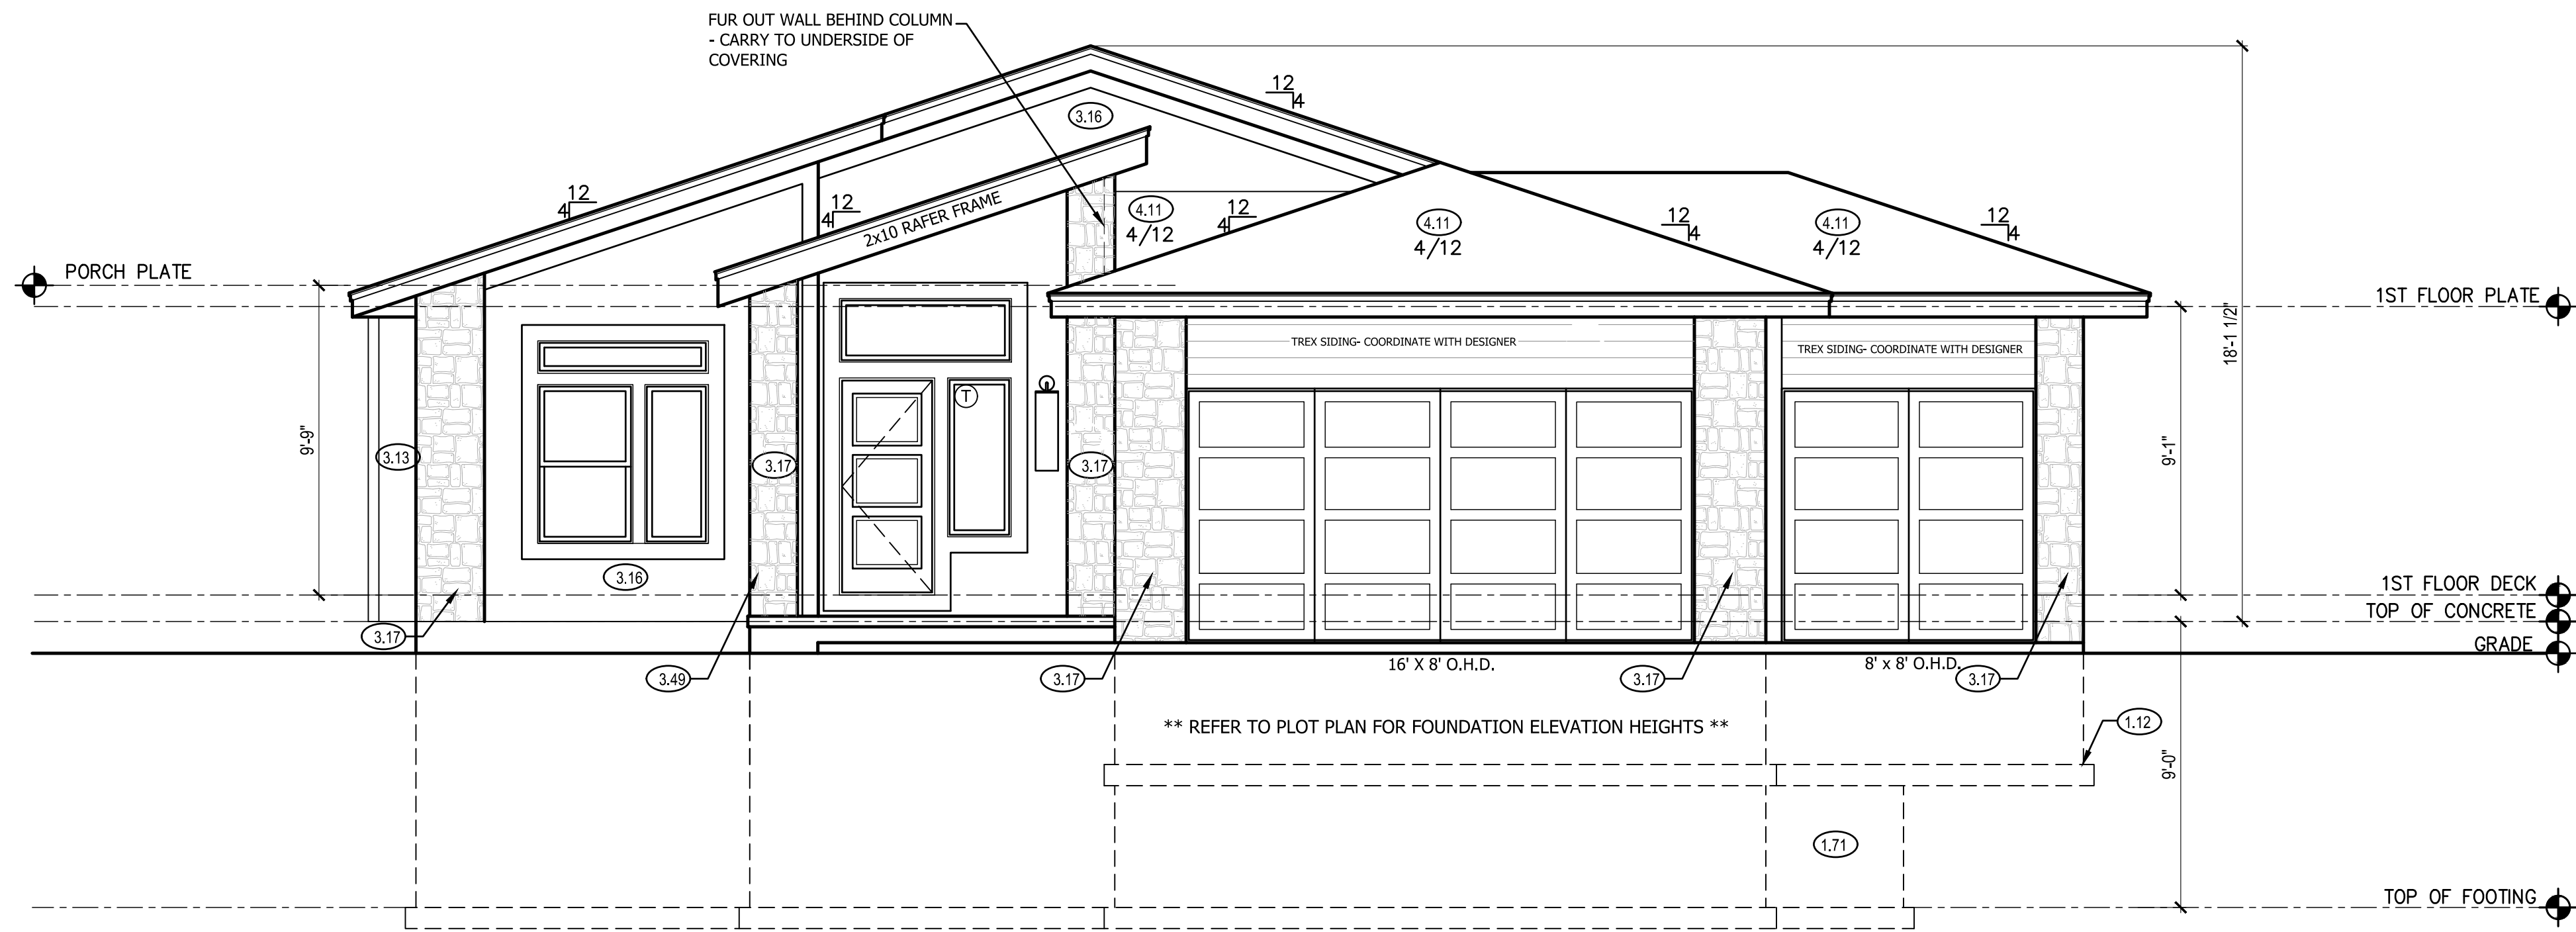 FUR OUT WALL BEHIND COLUMN
- CARRY TO UNDERSIDE OF
COVERING
12
4
3.16
12
4
12
4
2x10 RAFER FRAME
4.11
4/12
12
4
4.11
4/12
12
4
4.11
4/12
12
4
PORCH PLATE
1ST FLOOR PLATE
18'-1 1/2"
TREX SIDING- COORDINATE WITH DESIGNER
TREX SIDING- COORDINATE WITH DESIGNER
T
9'-9"
3.13
3.17
3.17
9'-1"
3.16
1ST FLOOR DECK
TOP OF CONCRETE
3.17
GRADE
3.49
3.17
16' X 8' O.H.D.
3.17
8' x 8' O.H.D.
3.17
** REFER TO PLOT PLAN FOR FOUNDATION ELEVATION HEIGHTS **
1.12
9'-0"
1.71
TOP OF FOOTING